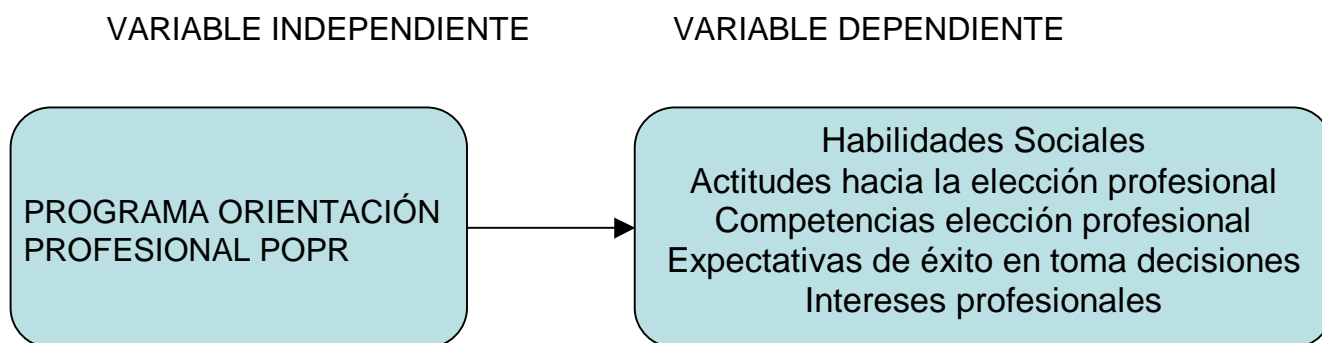 VARIABLE INDEPENDIENTE
VARIABLE DEPENDIENTE
PROGRAMA ORIENTACIÓN
PROFESIONAL POPR
Habilidades Sociales
Actitudes hacia la elección profesional
Competencias elección profesional
Expectativas de éxito en toma decisiones
Intereses profesionales